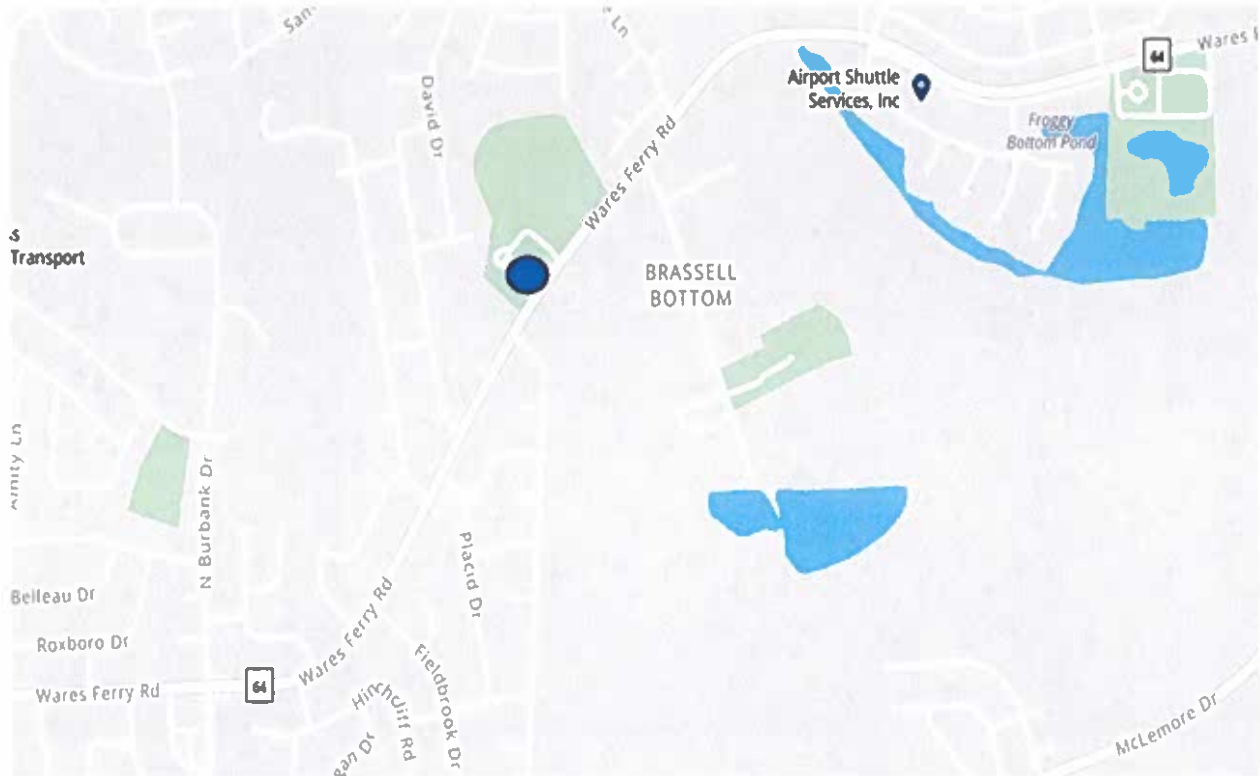 David Dr
Wares Ferry Rd
Airport Shuttle
Services, Inc
64
Froggy
Bottom Pond
Transport
BRASSELL
BOTTOM
N Burbank Dr
Placid Dr
Belleau Dr
Roxboro Dr
Wares Ferry Rd
64
Wares Ferry Rd
Hinchcliff Rd
Fieldbrook Dr
McLemore Dr
Wares
Ln
Ln
Dr